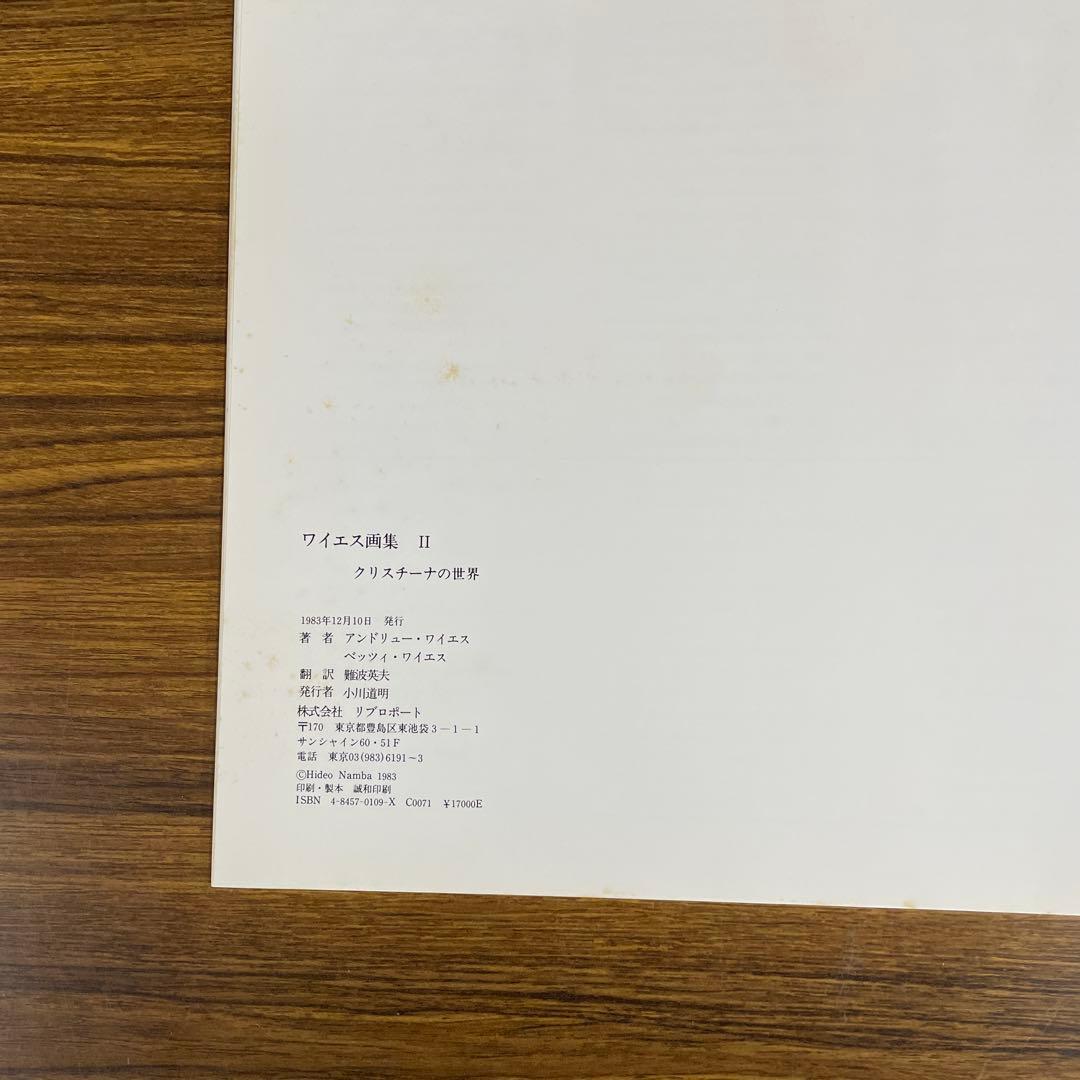 ワイエス画集　II
クリスチーナの世界
1983年12月10日　発行
著　者　アンドリュー・ワイエス
ベッツィ・ワイエス
翻　訳　難波英夫
発行者　小川道明
株式会社　リブロポート
〒170　東京都豊島区東池袋3－1－1
サンシャイン60・51F
電話　東京03(983)6191～3
©Hideo Namba 1983
印刷・製本　誠和印刷
ISBN　4-8457-0109-X　C0071　￥17000E